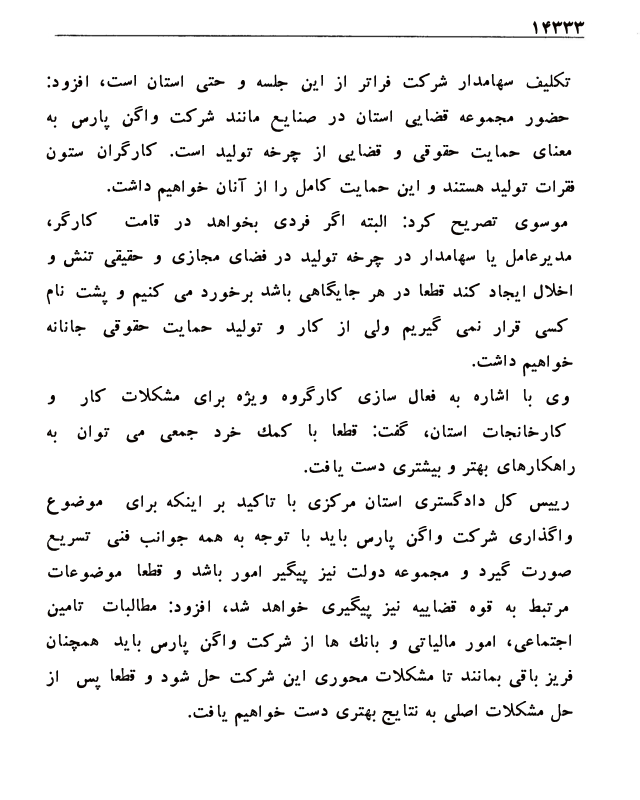 ۱۴۳۳۳
تکلیف سهامدار شرکت فراتر از این جلسه و حتی استان است، افزود:
حضور مجموعه قضایی استان در صنایع مانند شرکت واگن پارس به
معنای حمایت حقوقی و قضایی از چرخه تولید است. کارگران ستون
فقرات تولید هستند و این حمایت کامل را از آنان خواهیم داشت.
موسوی تصریح کرد: البته اگر فردی بخواهد در قامت کارگر،
مدیرعامل یا سهامدار در چرخه تولید در فضای مجازی و حقیقی تنش و
اخلال ایجاد کند قطعا در هر جایگاهی باشد برخورد می کنیم و پشت نام
کسی قرار نمی گیریم ولی از کار و تولید حمایت حقوقی جانانه
خواهیم داشت.
وی با اشاره به فعال سازی کارگروه ویژه برای مشکلات کار و
کارخانجات استان، گفت: قطعا با کمك خرد جمعی می توان به
راهکارهای بهتر و بیشتری دست یافت.
رییس کل دادگستری استان مرکزی با تاکید بر اینکه برای موضوع
واگذاری شرکت واگن پارس باید با توجه به همه جوانب فنی تسریع
صورت گیرد و مجموعه دولت نیز پیگیر امور باشد و قطعا موضوعات
مرتبط به قوه قضاییه نیز پیگیری خواهد شد، افزود: مطالبات تامین
اجتماعی، امور مالیاتی و بانك ها از شرکت واگن پارس باید همچنان
فریز باقی بمانند تا مشکلات محوری این شرکت حل شود و قطعا پس از
حل مشکلات اصلی به نتایج بهتری دست خواهیم یافت.